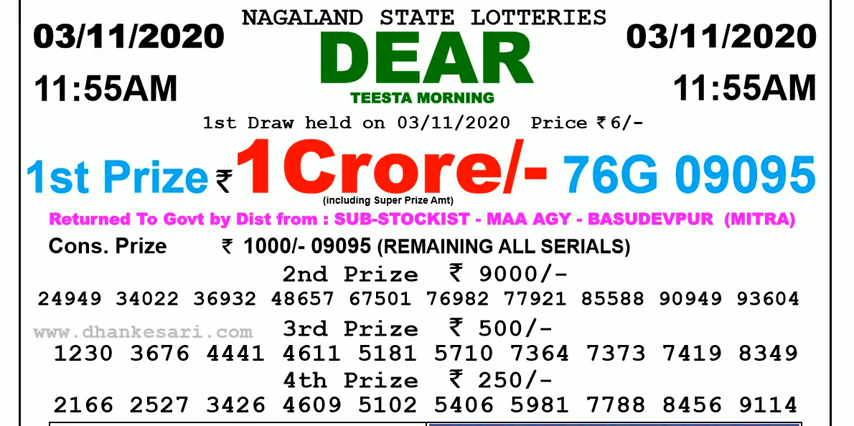 NAGALAND STATE LOTTERIES
03/11/2020 DEAR 03/11/2020
11:55AM TEESTA MORNING 11:55AM
1st Draw held on 03/11/2020 Price ₹ 6/-
1st Prize ₹ 1Crore/- 76G 09095
(including Super Prize Amt)
Returned To Govt by Dist from : SUB-STOCKIST - MAA AGY - BASUDEVPUR (MITRA)
Cons. Prize ₹ 1000/- 09095 (REMAINING ALL SERIALS)
2nd Prize ₹ 9000/-
24949 34022 36932 48657 67501 76982 77921 85588 90949 93604
www.dhankesari.com 3rd Prize ₹ 500/-
1230 3676 4441 4611 5181 5710 7364 7373 7419 8349
4th Prize ₹ 250/-
2166 2527 3426 4609 5102 5406 5981 7788 8456 9114